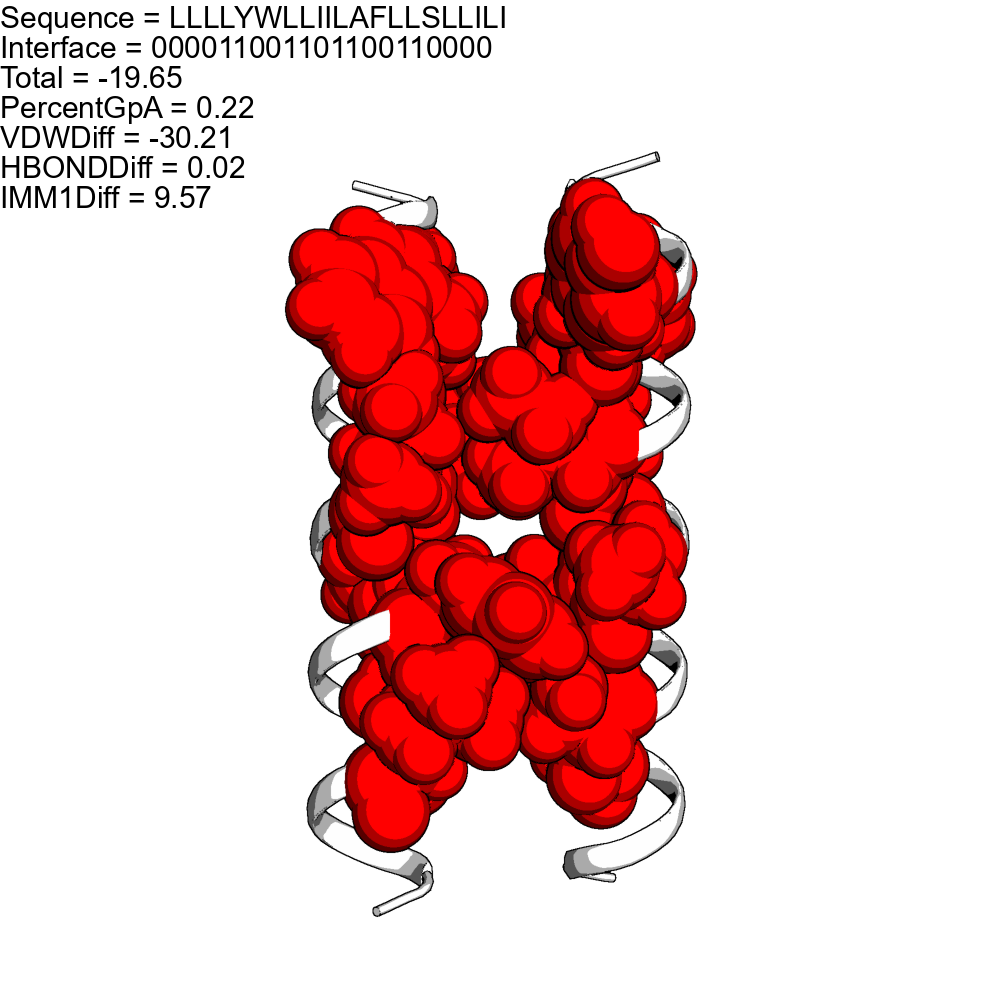 Sequence = LLLLYWLLIILAFLLSLLILI
Interface = 000011001101100110000
Total = -19.65
PercentGpA = 0.22
VDWDiff = -30.21
HBONDDiff = 0.02
IMM1Diff = 9.57